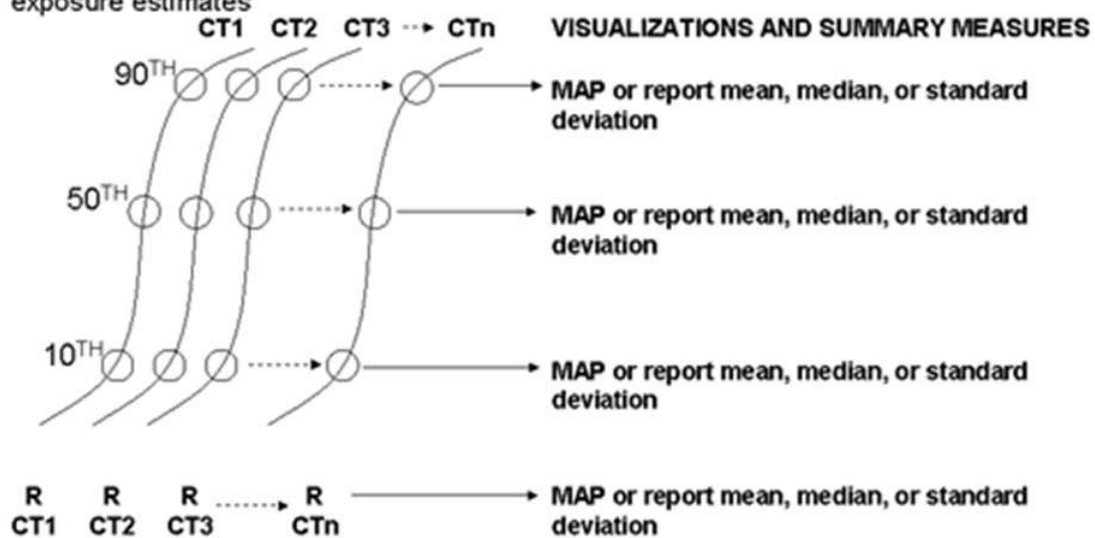 exposure estimates
CT1 CT2 CT3 CTn VISUALIZATIONS AND SUMMARY MEASURES
90TH
MAP or report mean, median, or standard
deviation
50TH
MAP or report mean, median, or standard
deviation
10TH
MAP or report mean, median, or standard
deviation
R R R R MAP or report mean, median, or standard
CT1 CT2 CT3 CTn deviation